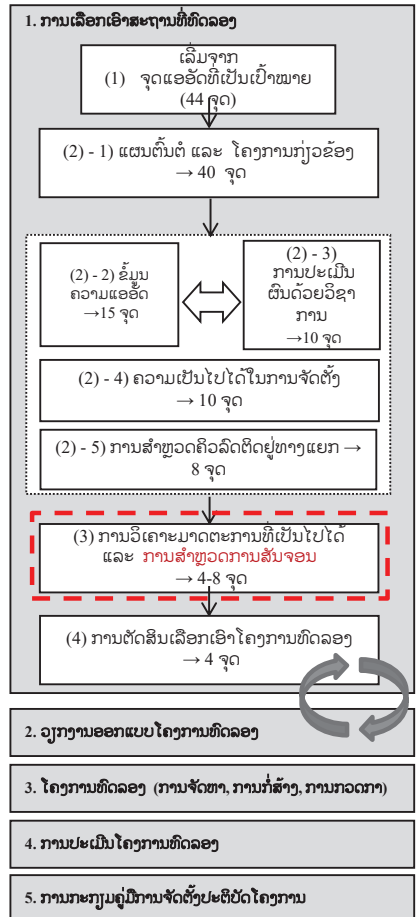 1. ການເລືອກເອົາສະຖານທີ່ທົດລອງ
ເລີ່ມຈາກ
(1) ຈຸດແອອັດທີ່ເປັນເປົ້າໝາຍ
(44 ຈຸດ)
(2) - 1) ແຜນຕົ້ນຕໍ ແລະ ໂຄງການກ່ຽວຂ້ອງ
→ 40 ຈຸດ
(2) - 2) ຂໍ້ມູນ
ຄວາມແອອັດ
→15 ຈຸດ
(2) - 3)
ການປະເມີນ
ຜົນດ້ວຍວິຊາ
ການ
→10 ຈຸດ
(2) - 4) ຄວາມເປັນໄປໄດ້ໃນການຈັດຕັ້ງ
→ 10 ຈຸດ
(2) - 5) ການສຳຫຼວດຄິວລົດຕິດຢູ່ທາງແຍກ →
8 ຈຸດ
(3) ການວິເຄາະມາດຕະການທີ່ເປັນໄປໄດ້
ແລະ ການສຳຫຼວດການສັນຈອນ
→ 4-8 ຈຸດ
(4) ການຕັດສິນເລືອກເອົາໂຄງການທົດລອງ
→ 4 ຈຸດ
2. ວຽກງານອອກແບບໂຄງການທົດລອງ
3. ໂຄງການທົດລອງ (ການຈັດຫາ, ການກໍ່ສ້າງ, ການກວດກາ)
4. ການປະເມີນໂຄງການທົດລອງ
5. ການກະກຽມຄູ່ມືການຈັດຕັ້ງປະຕິບັດໂຄງການ